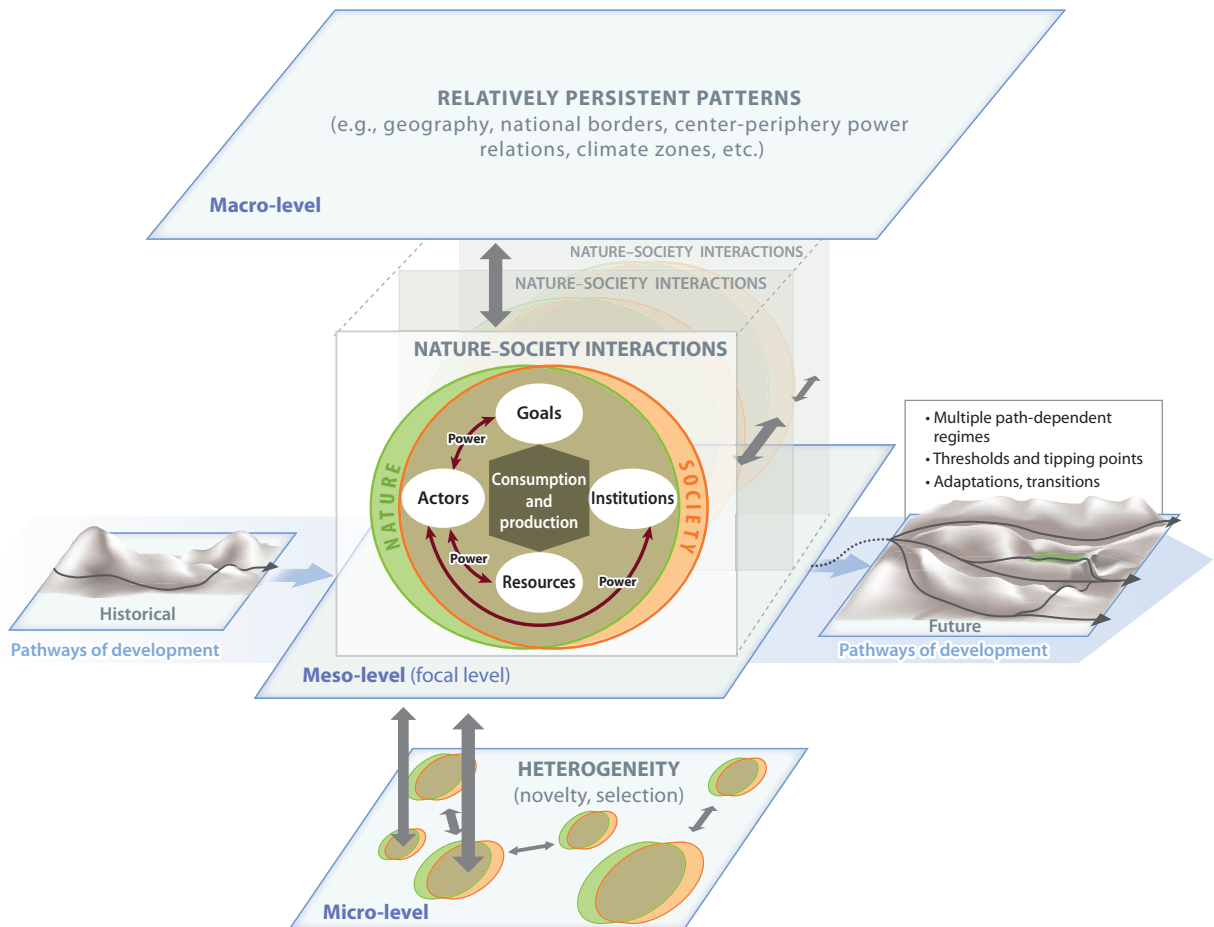 RELATIVELY PERSISTENT PATTERNS
(e.g., geography, national borders, center-periphery power
relations, climate zones, etc.)
Macro-level
NATURE–SOCIETY INTERACTIONS
NATURE–SOCIETY INTERACTIONS
NATURE–SOCIETY INTERACTIONS
Goals
Power
NATURE
Actors
Consumption
and
production
Institutions
SOCIETY
Power
Resources
Power
• Multiple path-dependent
regimes
• Thresholds and tipping points
• Adaptations, transitions
Historical
Pathways of development
Future
Pathways of development
Meso-level (focal level)
HETEROGENEITY
(novelty, selection)
Micro-level